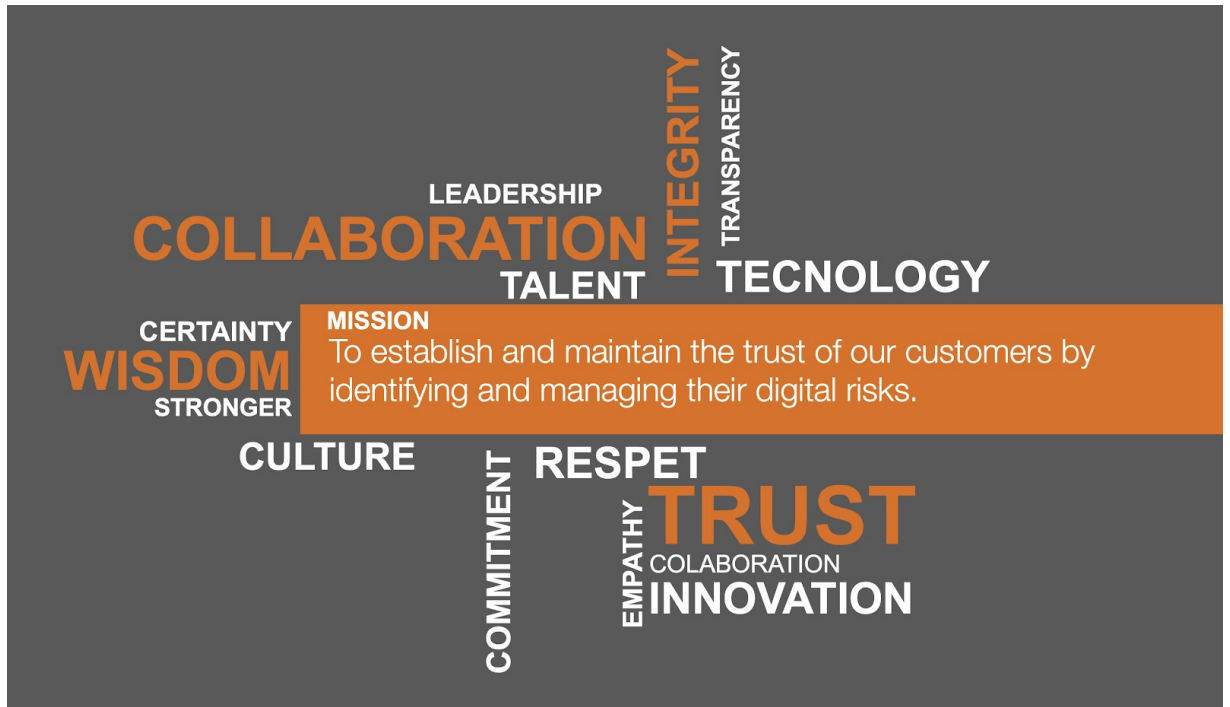 INTEGRITY
TRANSPARENCY
LEADERSHIP
COLLABORATION
TALENT
TECNOLOGY
CERTAINTY
WISDOM
STRONGER
MISSION
To establish and maintain the trust of our customers by
identifying and managing their digital risks.
CULTURE
COMMITMENT
RESPET
TRUST
EMPATHY
COLABORATION
INNOVATION